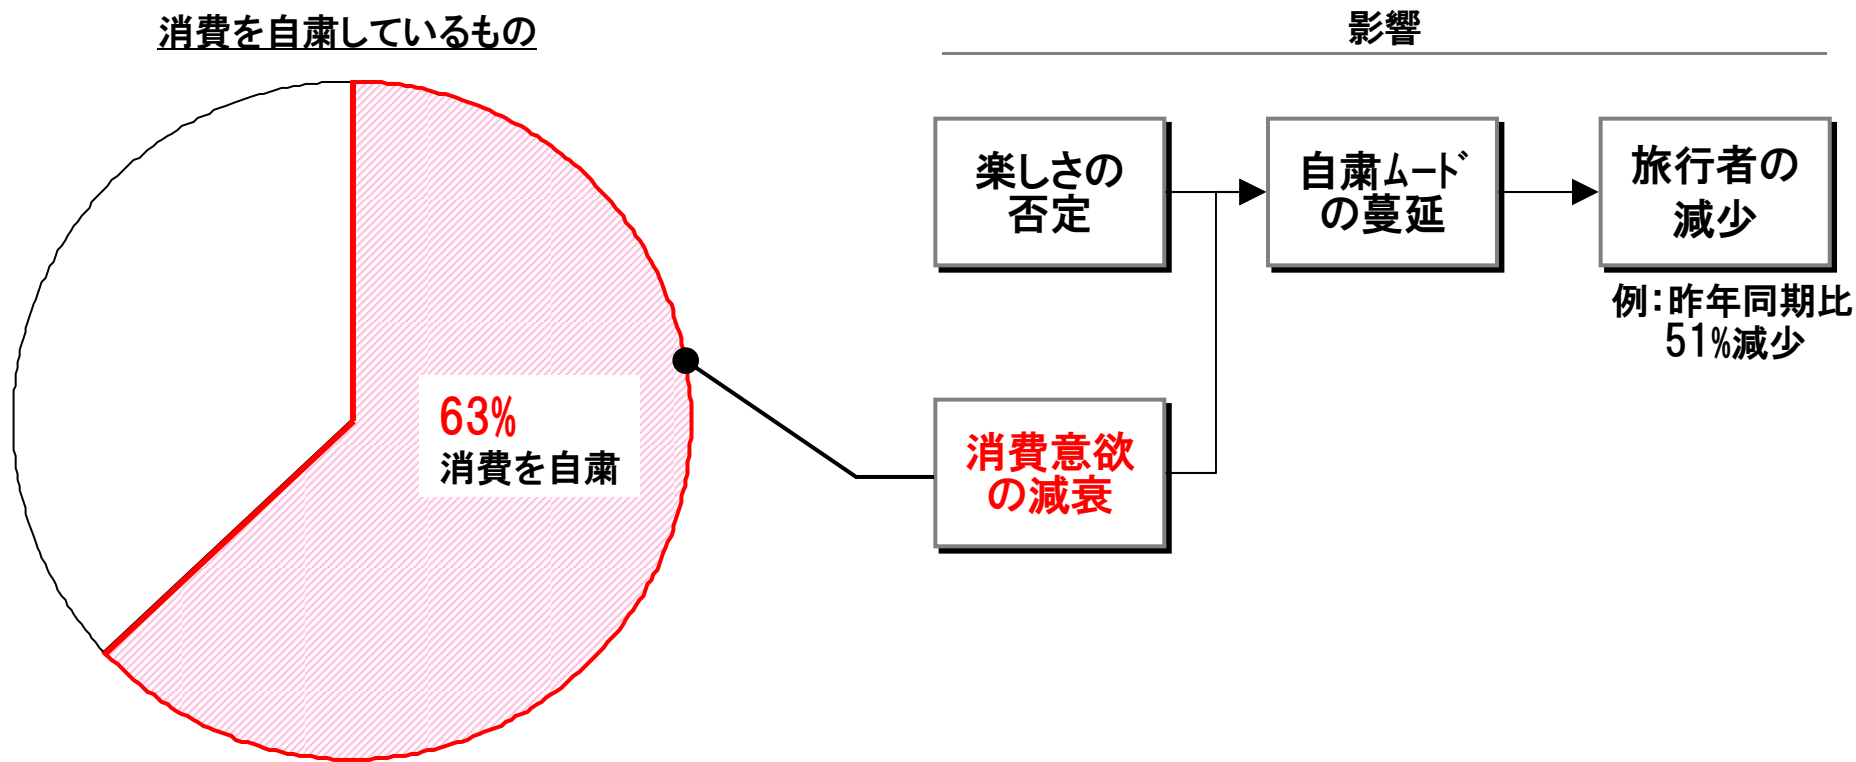 消費を自粛しているもの
63%
消費を自粛
影響
楽しさの
否定
自粛ﾑｰﾄﾞ
の蔓延
旅行者の
減少
例：昨年同期比
51%減少
消費意欲
の減衰